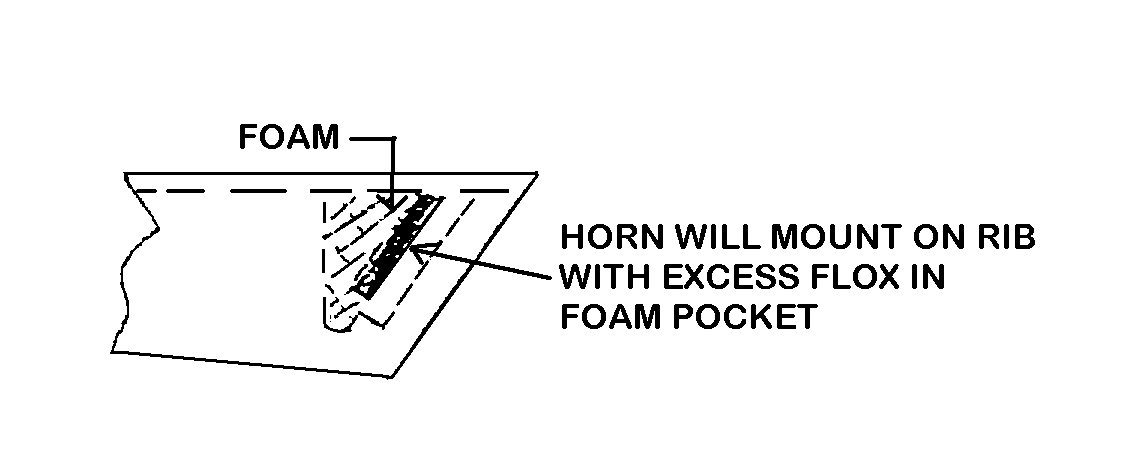 FOAM
HORN WILL MOUNT ON RIB
WITH EXCESS FLOX IN
FOAM POCKET